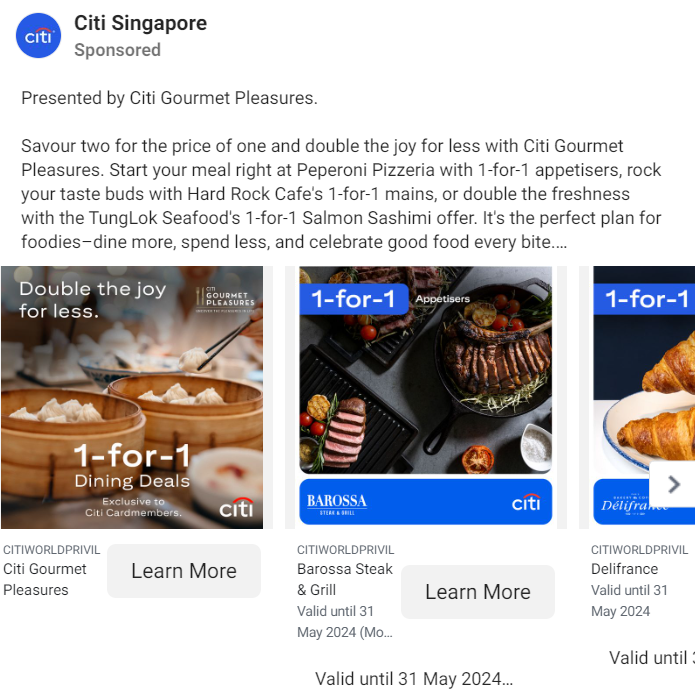 Citi Singapore
citi
Sponsored
Presented by Citi Gourmet Pleasures.
Savour two for the price of one and double the joy for less with Citi Gourmet
Pleasures. Start your meal right at Peperoni Pizzeria with 1-for-1 appetisers, rock
your taste buds with Hard Rock Cafe's 1-for-1 mains, or double the freshness
with the TungLok Seafood's 1-for-1 Salmon Sashimi offer. It's the perfect plan for
foodies–dine more, spend less, and celebrate good food every bite....
Double the joy
for less.
CITI
GOURMET
PLEASURES
1-for-1
Dining Deals
Exclusive to
Citi Cardmembers.
citi
1-for-1 Appetisers
BAROSSA
STEAK & GRILL
citi
1-for-1
Délifrance
CITIWORLDPRIVIL
Citi Gourmet
Pleasures
Learn More
CITIWORLDPRIVIL
Barossa Steak
& Grill
Valid until 31
May 2024 (Mo...
Learn More
Valid until 31 May 2024...
CITIWORLDPRIVIL
Delifrance
Valid until 31
May 2024
Valid until